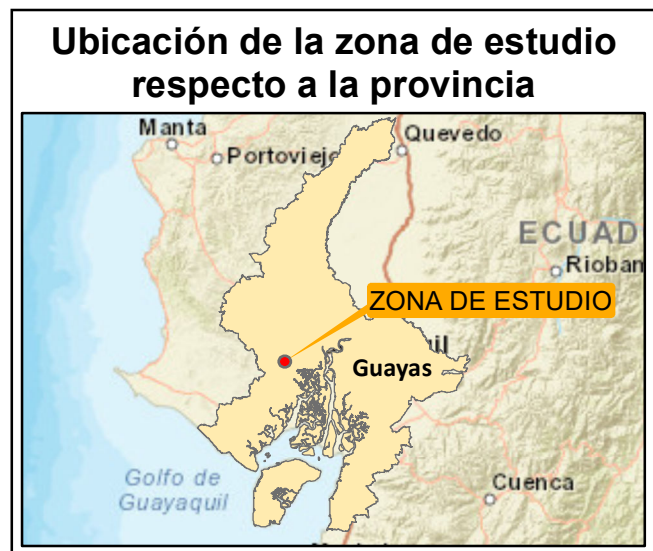 Ubicación de la zona de estudio
respecto a la provincia
Manta
Quevedo
Portoviejo
ECUAD
Rioban
ZONA DE ESTUDIO
uil
Guayas
Golfo de
Guayaquil
Cuenca